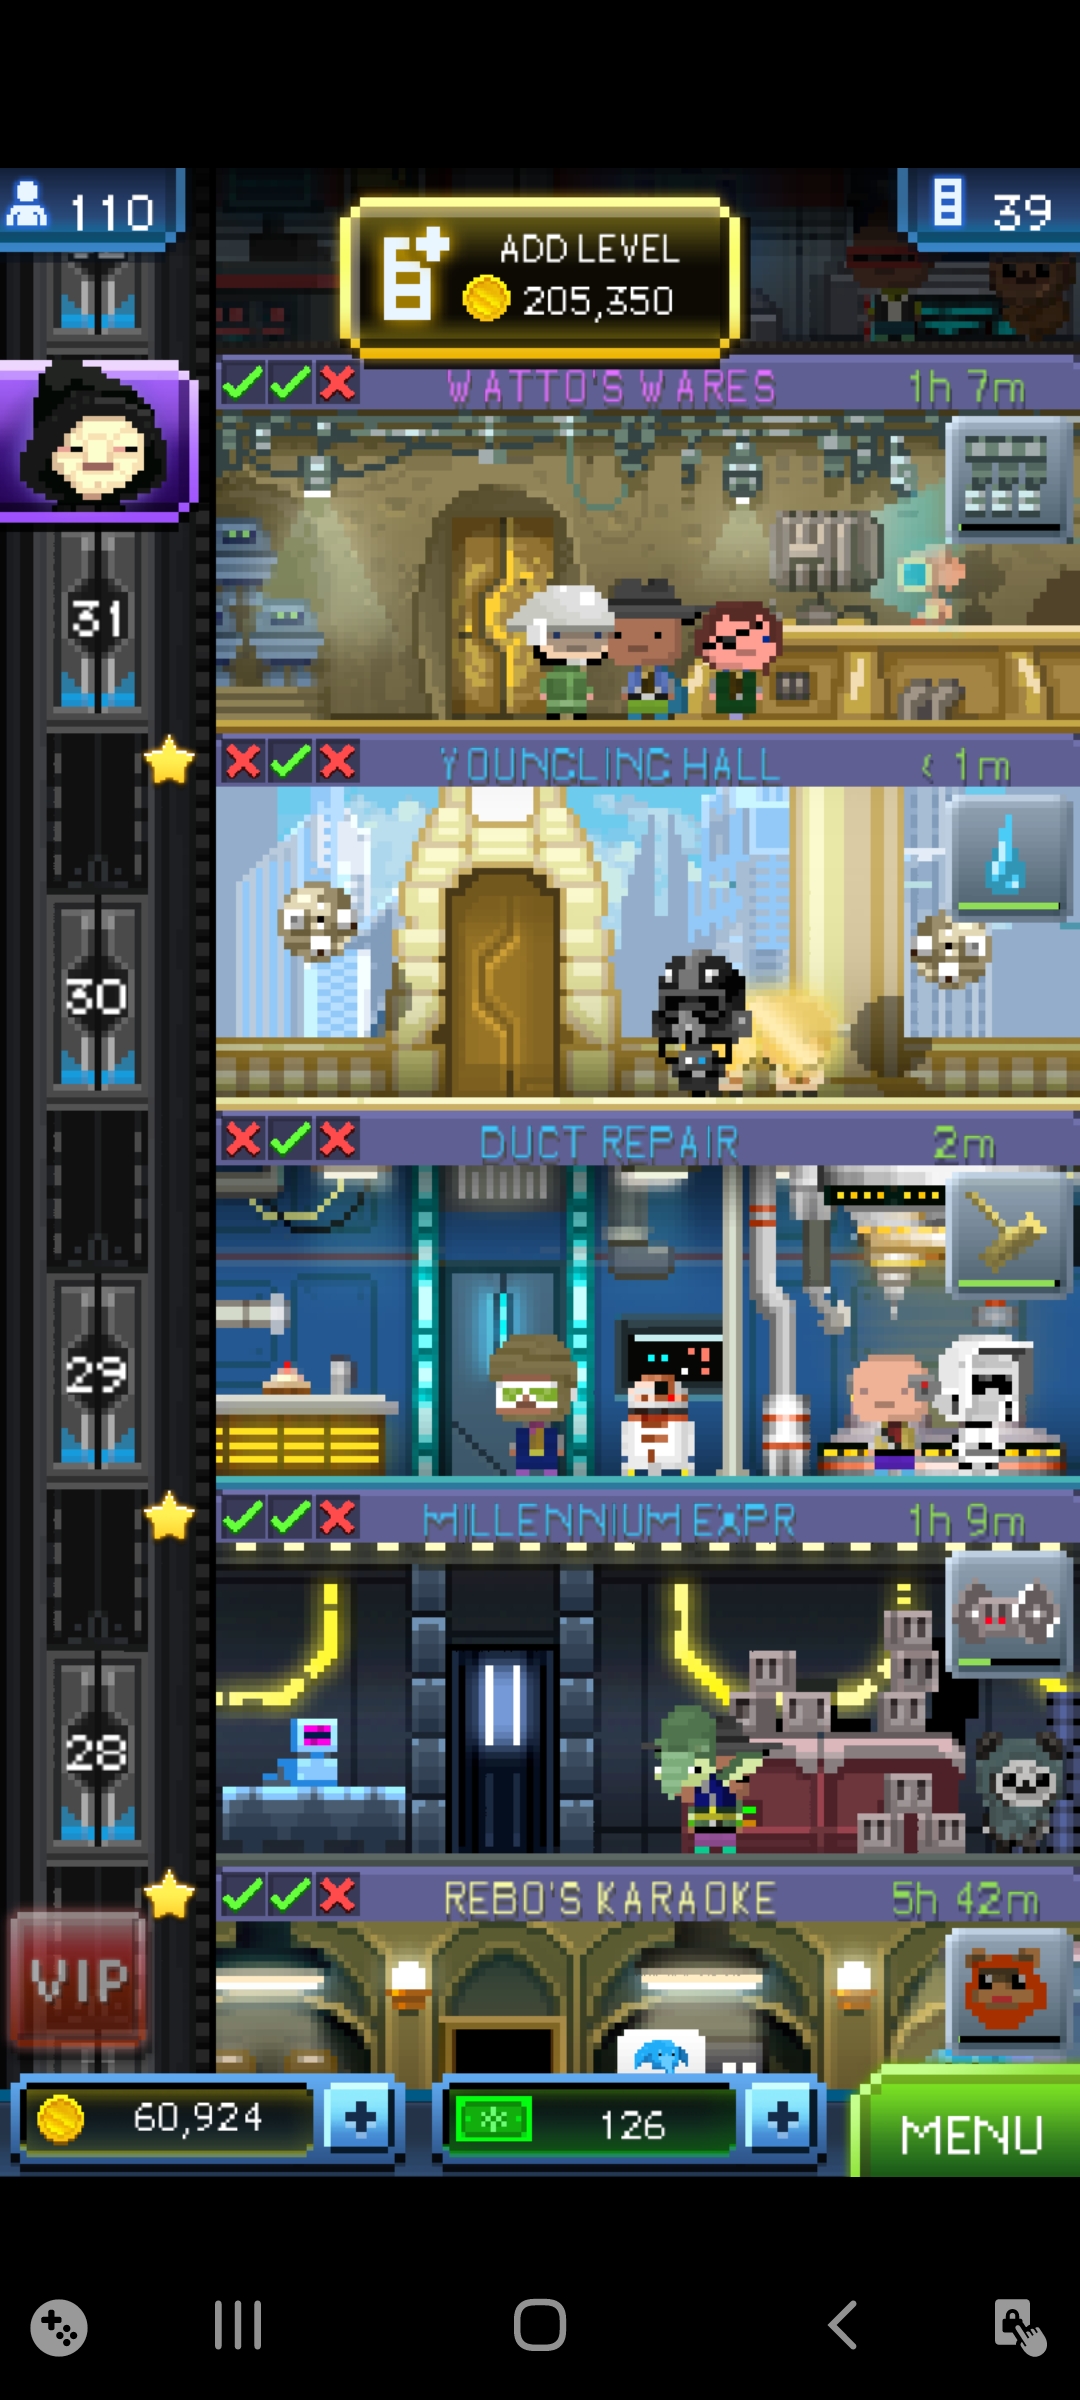 110
ADD LEVEL
205,350
39
WATTO'S WARES 1h 7m
31
YOUNGLING HALL < 1m
30
DUCT REPAIR 2m
29
MILLENNIUM EXPR 1h 9m
28
REBO'S KARAOKE 5h 42m
VIP
60,924 + 126 + MENU